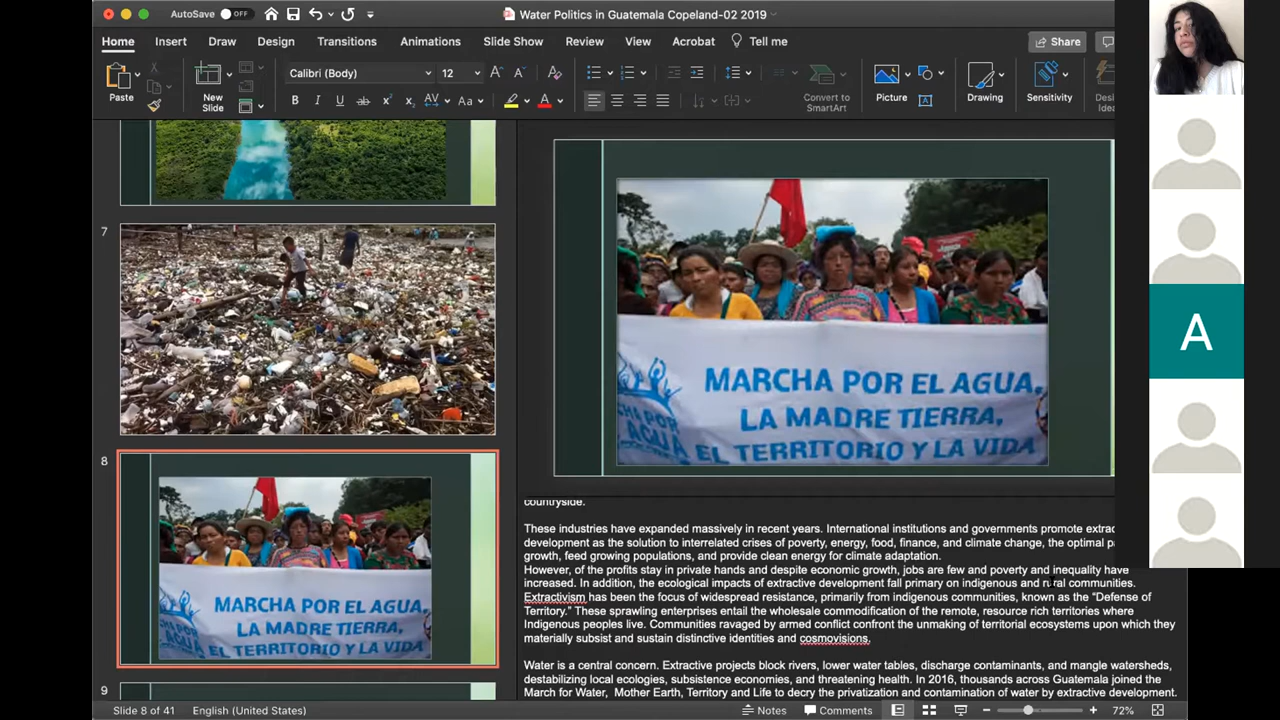 AutoSave OFF
Water Politics in Guatemala Copeland-02 2019
Home Insert Draw Design Transitions Animations Slide Show Review View Acrobat Tell me
Share
Paste
New
Slide
Calibri (Body) 12
Convert to
SmartArt
Picture
Drawing
Sensitivity
7
8
9
MARCHA POR EL AGUA,
LA MADRE TIERRA,
EL TERRITORIO Y LA VIDA
MARCHA POR EL AGUA,
LA MADRE TIERRA,
EL TERRITORIO Y LA VIDA
A
countryside.
These industries have expanded massively in recent years. International institutions and governments promote extrac
development as the solution to interrelated crises of poverty, energy, food, finance, and climate change, the optimal pa
growth, feed growing populations, and provide clean energy for climate adaptation.
However, of the profits stay in private hands and despite economic growth, jobs are few and poverty and inequality have
increased. In addition, the ecological impacts of extractive development fall primary on indigenous and rural communities.
Extractivism has been the focus of widespread resistance, primarily from indigenous communities, known as the “Defense of
Territory.” These sprawling enterprises entail the wholesale commodification of the remote, resource rich territories where
Indigenous peoples live. Communities ravaged by armed conflict confront the unmaking of territorial ecosystems upon which they
materially subsist and sustain distinctive identities and cosmovisions.
Water is a central concern. Extractive projects block rivers, lower water tables, discharge contaminants, and mangle watersheds,
destabilizing local ecologies, subsistence economies, and threatening health. In 2016, thousands across Guatemala joined the
March for Water, Mother Earth, Territory and Life to decry the privatization and contamination of water by extractive development.
Slide 8 of 41 English (United States) Notes Comments 72%